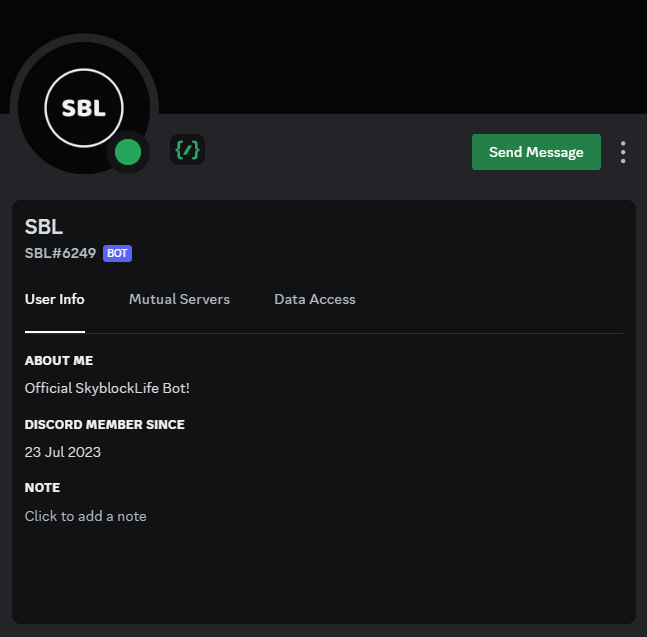 SBL
{/}
Send Message
SBL
SBL#6249 BOT
User Info Mutual Servers Data Access
ABOUT ME
Official SkyblockLife Bot!
DISCORD MEMBER SINCE
23 Jul 2023
NOTE
Click to add a note